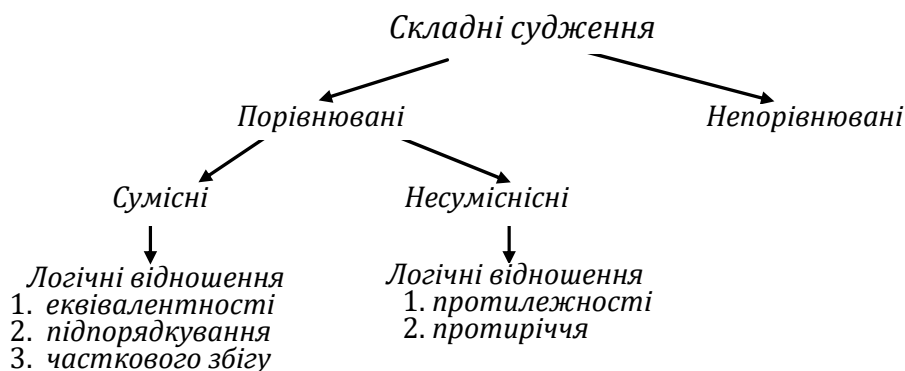 Складні судження
Порівнювані
Непорівнювані
Сумісні
Несуміснісні
Логічні відношення
1. еквівалентності
2. підпорядкування
3. часткового збігу
Логічні відношення
1. протилежності
2. протиріччя